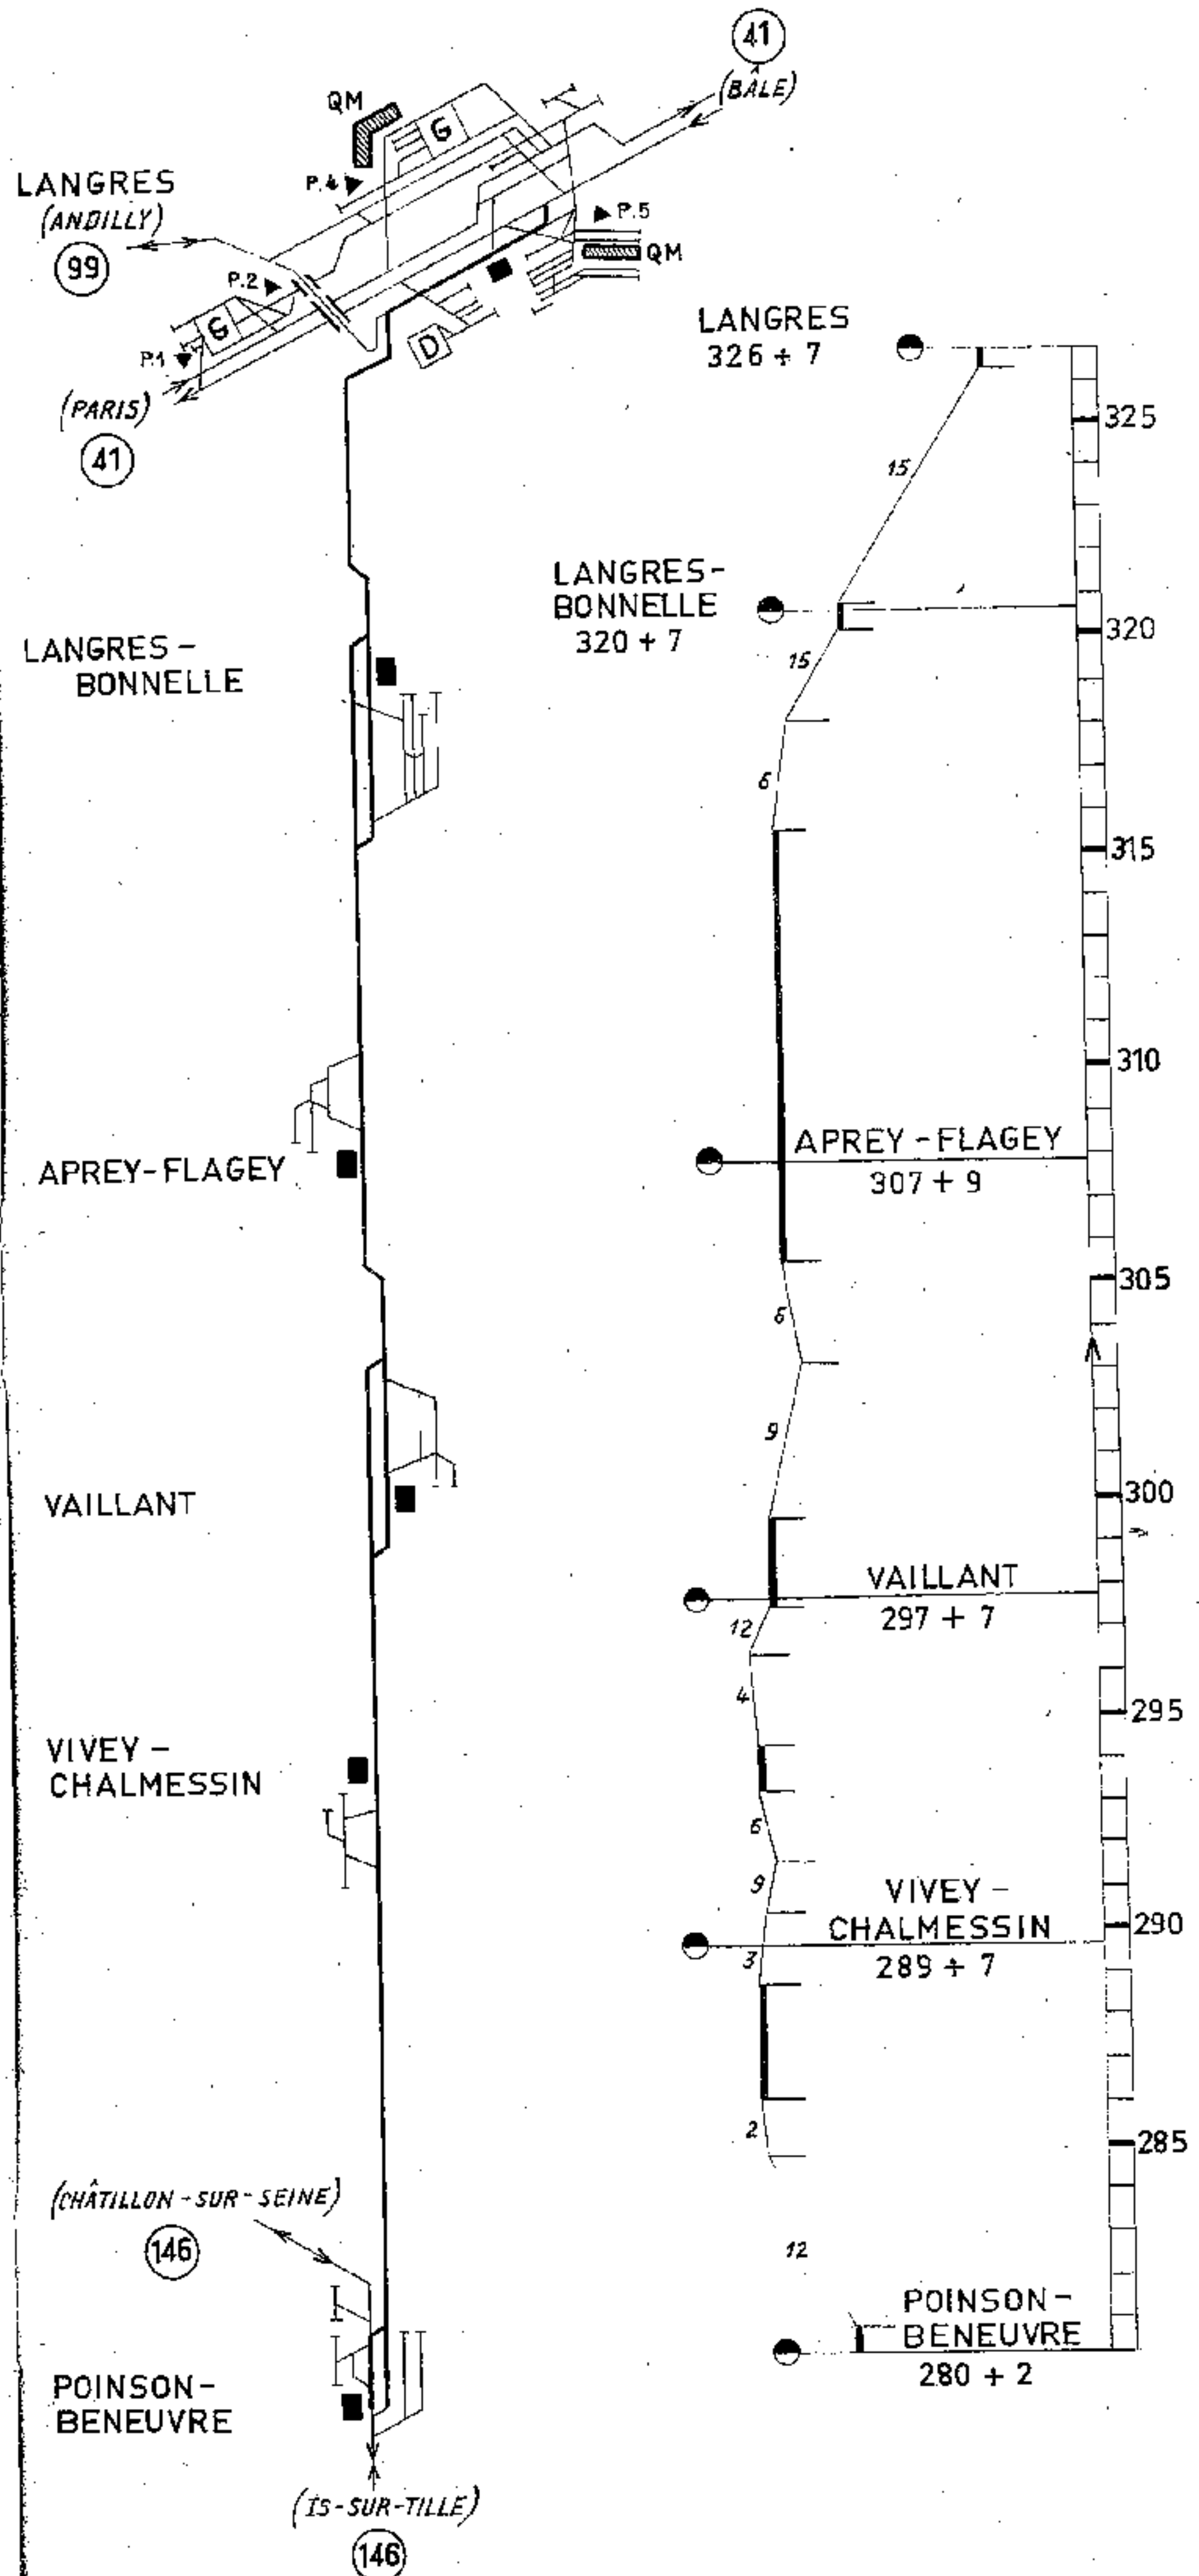 41
(BÂLE)
QM
G
LANGRES
(ANDILLY)
99
P.4
P.5
QM
P.2
G
D
P.1
(PARIS)
41
LANGRES
326 + 7
325
15
LANGRES-
BONNELLE
320 + 7
320
LANGRES -
BONNELLE
15
6
315
310
APREY-FLAGEY
APREY - FLAGEY
307 + 9
305
6
9
300
VAILLANT
VAILLANT
297 + 7
12
4
295
VIVEY -
CHALMESSIN
6
9
VIVEY -
CHALMESSIN
289 + 7
290
3
2
285
(CHÂTILLON - SUR - SEINE)
146
12
POINSON -
BENEUVRE
280 + 2
POINSON-
BENEUVRE
(IS-SUR-TILLE)
146